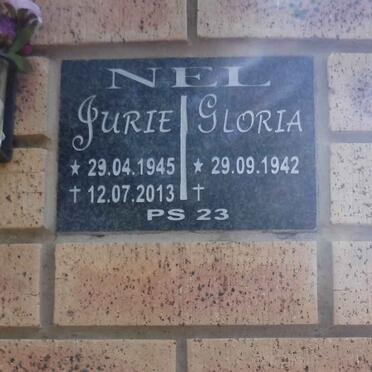 NEL
JURIE GLORIA
★ 29.04.1945 ★ 29.09.1942
† 12.07.2013 †
PS 23